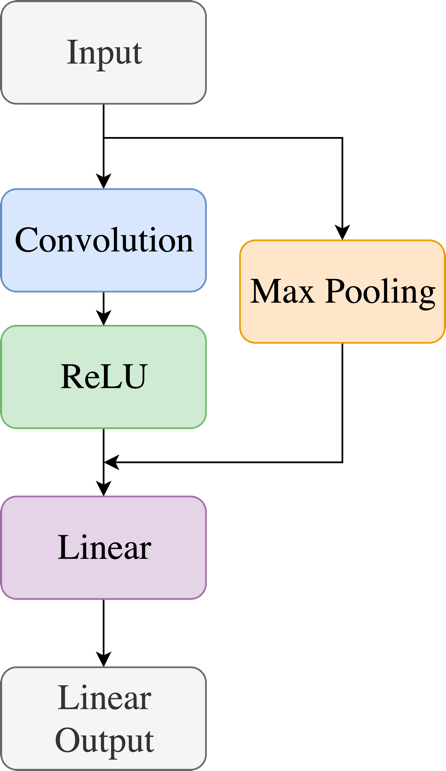 Input
Convolution
Max Pooling
ReLU
Linear
Linear
Output